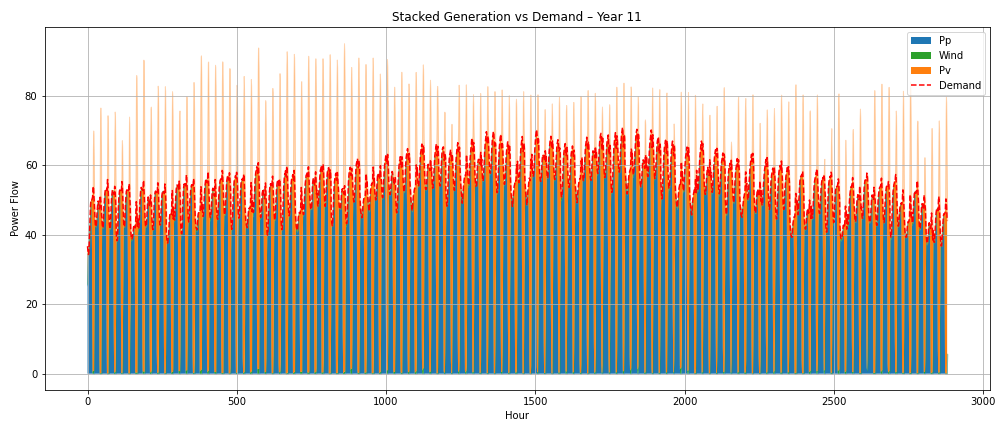 Stacked Generation vs Demand – Year 11
Pp
Wind
Pv
Demand
Power Flow
80
60
40
20
0
0 500 1000 1500 2000 2500 3000
Hour